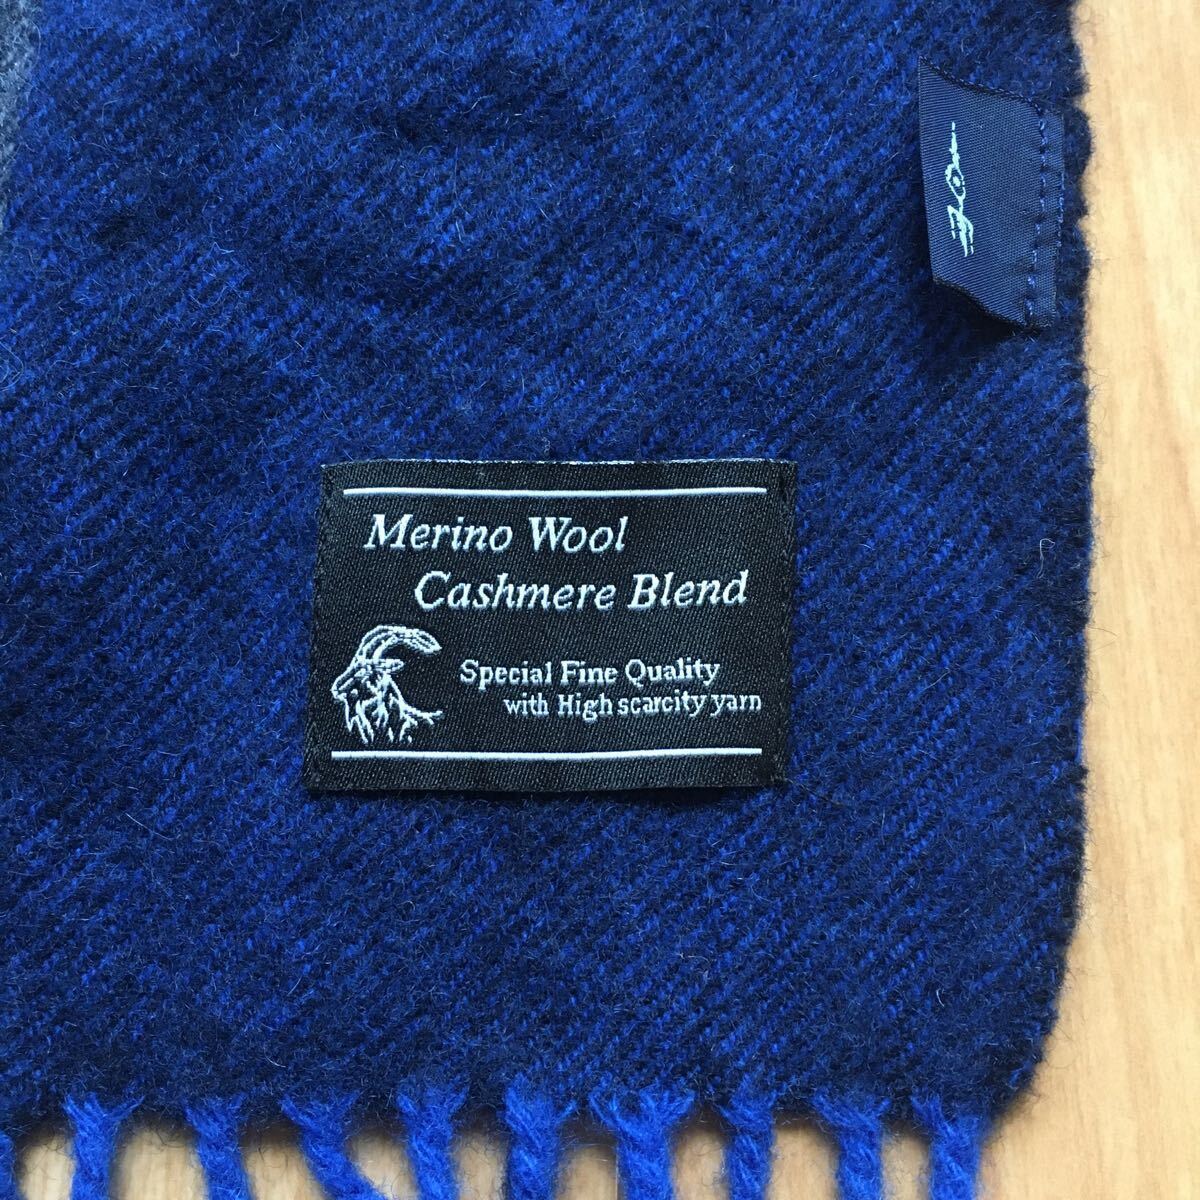 Merino Wool
Cashmere Blend
Special Fine Quality
with High scarcity yarn